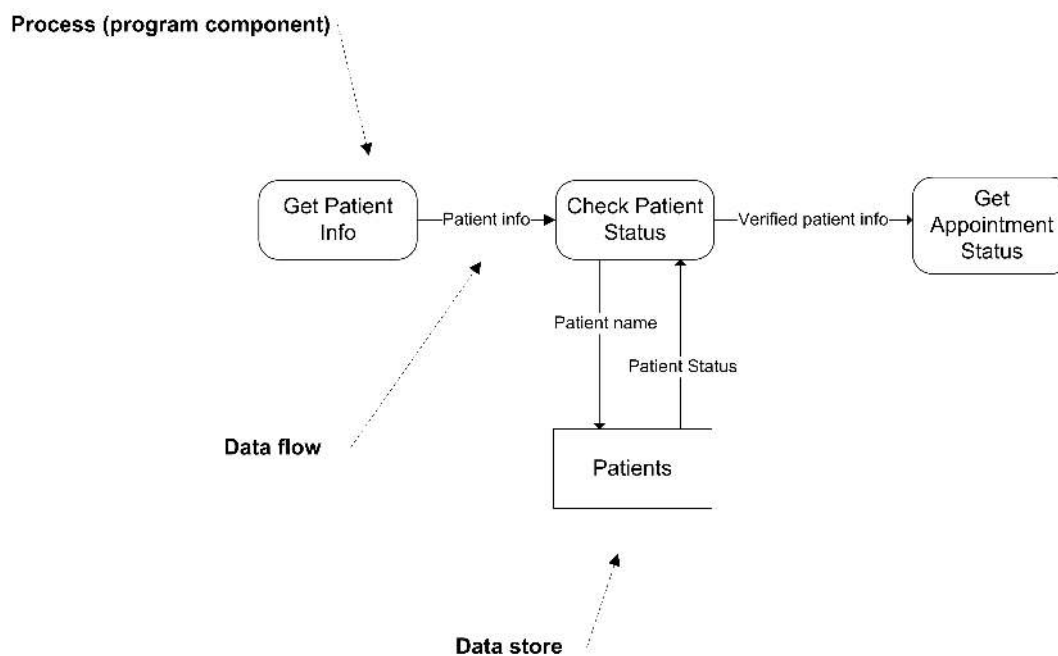 Process (program component)
Get Patient
Info
Patient info
Check Patient
Status
Verified patient info
Get
Appointment
Status
Patient name
Patient Status
Data flow
Patients
Data store